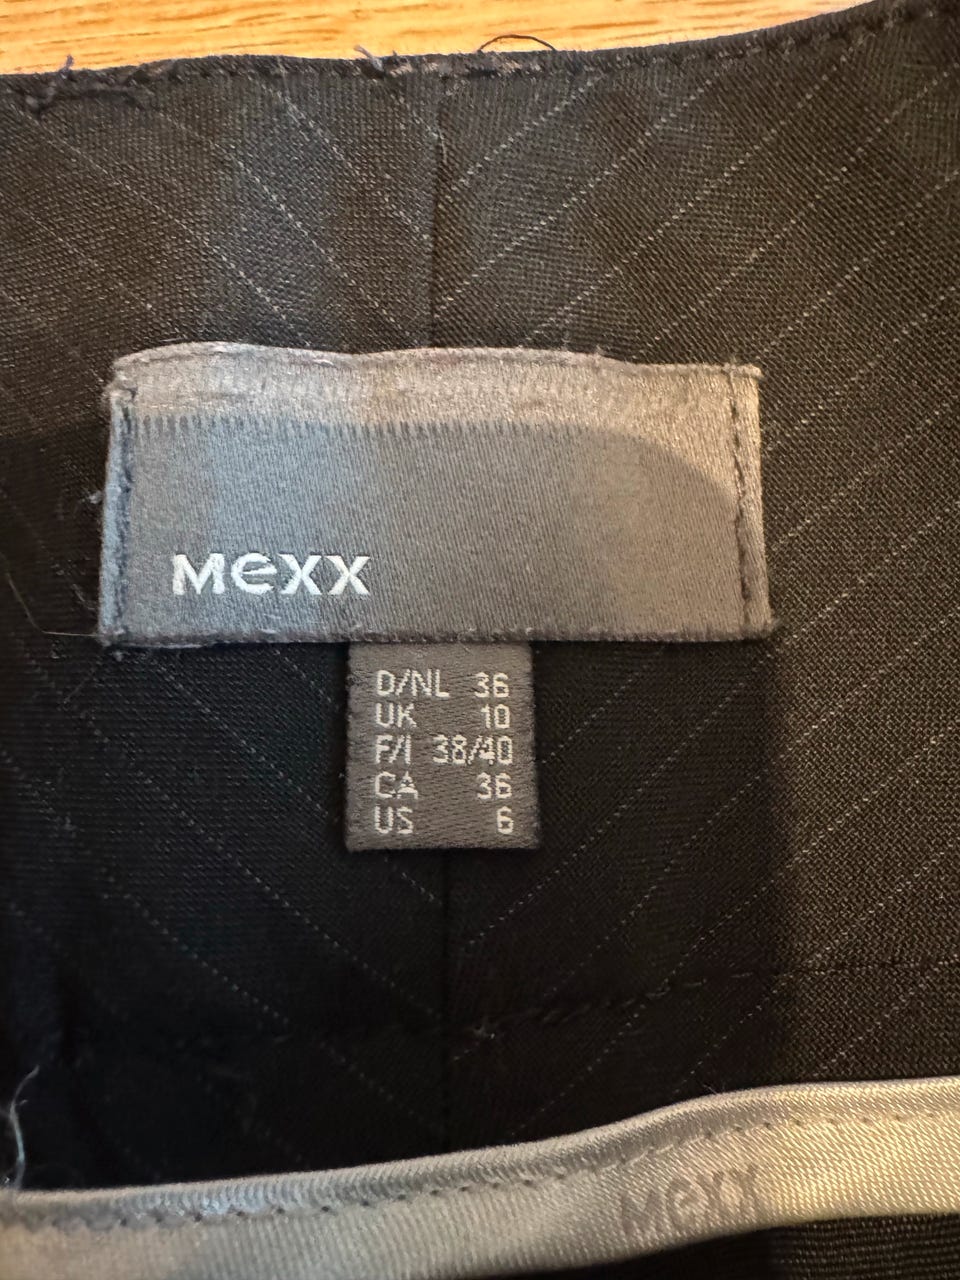 Mexx
D/NL 36
UK 10
F/I 38/40
CA 36
US 6
Mexx